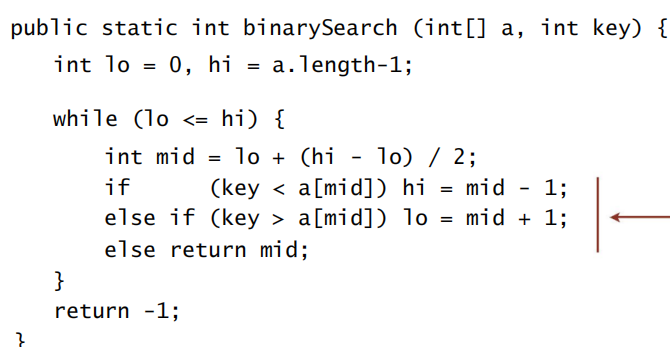 public static int binarySearch (int[] a, int key) {
int lo = 0, hi = a.length-1;
while (lo <= hi) {
int mid = lo + (hi - lo) / 2;
if (key < a[mid]) hi = mid - 1;
else if (key > a[mid]) lo = mid + 1;
else return mid;
}
return -1;
}